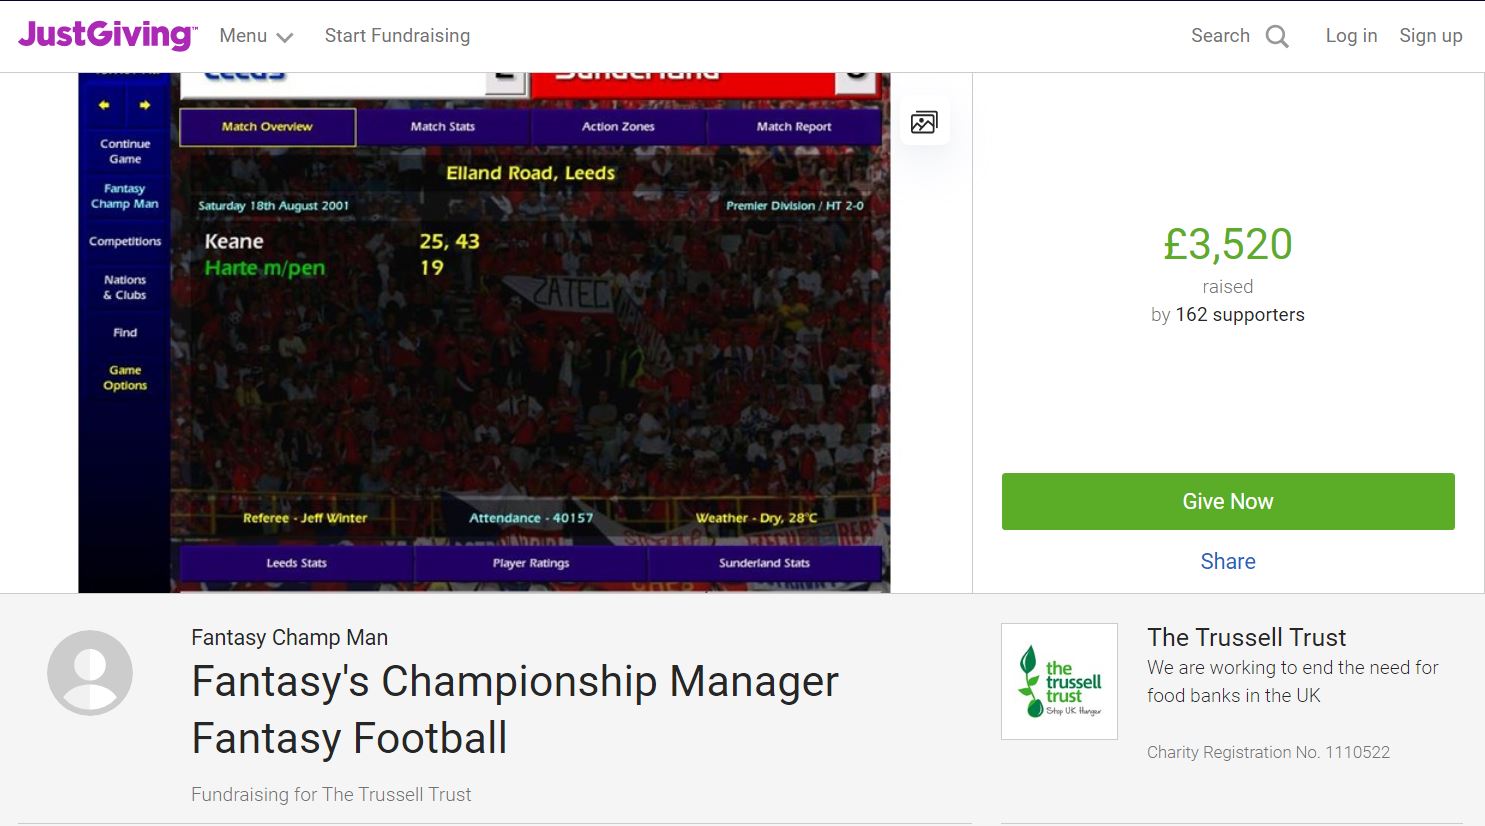 JustGiving™ Menu Start Fundraising Search Log in Sign up
Leeds 2 Sunderland
Match Overview Match Stats Action Zones Match Report
Continue
Game
Fantasy
Champ Man
Competitions
Nations
& Clubs
Find
Game
Options
Elland Road, Leeds
Saturday 18th August 2001 Premier Division / HT 2-0
Keane 25, 43
Harte m/pen 19
ZATEC
Referee - Jeff Winter Attendance - 40157 Weather - Dry, 28°C
Leeds Stats Player Ratings Sunderland Stats
£3,520
raised
by 162 supporters
Give Now
Share
Fantasy Champ Man
Fantasy's Championship Manager
Fantasy Football
Fundraising for The Trussell Trust
the
trussell
trust
Stop UK Hunger
The Trussell Trust
We are working to end the need for
food banks in the UK
Charity Registration No. 1110522